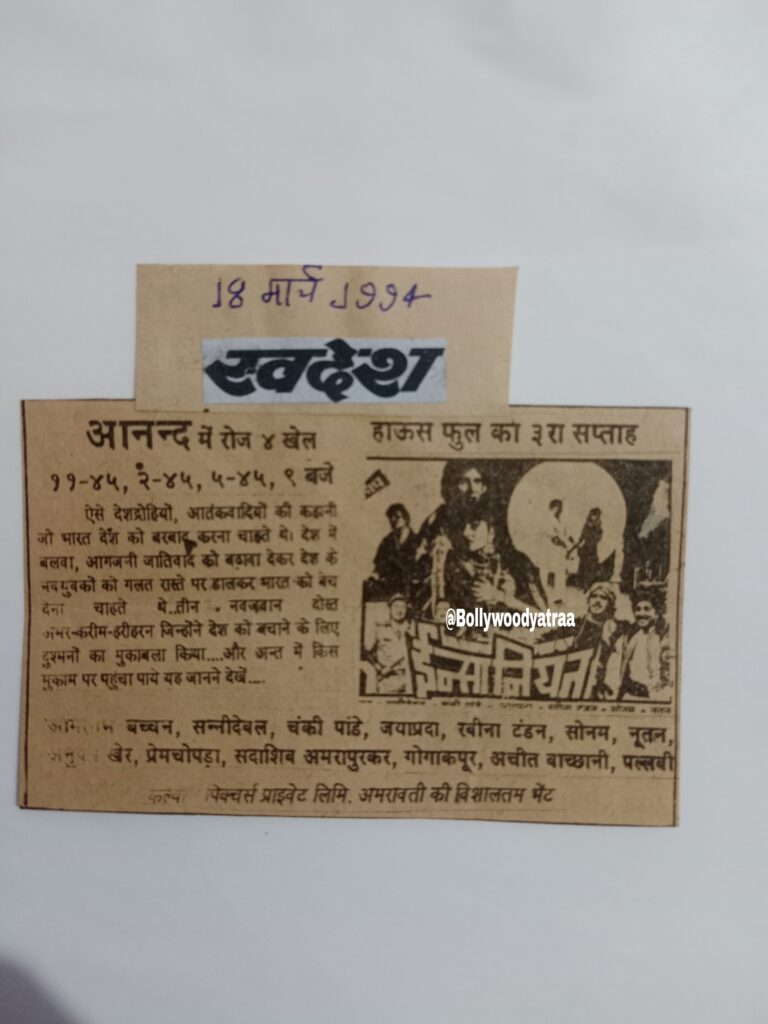 18 मार्च 1994
स्वदेश
आनन्द में रोज ४ खेल
११-४५, २-४५, ५-४५, ९ बजे
हाऊस फुल का ३रा सप्ताह
ऐसे देशद्रोहियों, आतंकवादियों की कहानी
जो भारत देश को बरबाद करना चाहते थे। देश में
बलवा, आगजनी जातिवाद को बढ़ावा देकर देश के
नवयुवकों को गलत रास्ते पर डालकर भारत को बेच
देना चाहते थे..तीन नवजवान दोस्त
अमर-करीम-हरीहरन जिन्होंने देश को बचाने के लिए
दुश्मनों का मुकाबला किया....और अन्त में किस
मुकाम पर पहुंचा पाये यह जानने देखें....
@Bollywoodyatraa
इन्सानियत
बच्चन, सन्नीदेबल, चंकी पांडे, जयाप्रदा, रबीना टंडन, सोनम, नूतन,
खेर, प्रेमचोपड़ा, सदाशिब अमरापुरकर, गोगाकपूर, अचीत वाच्छानी, पल्लबी
पिक्चर्स प्राइवेट लिमि. अमरावती की विशालतम भेंट